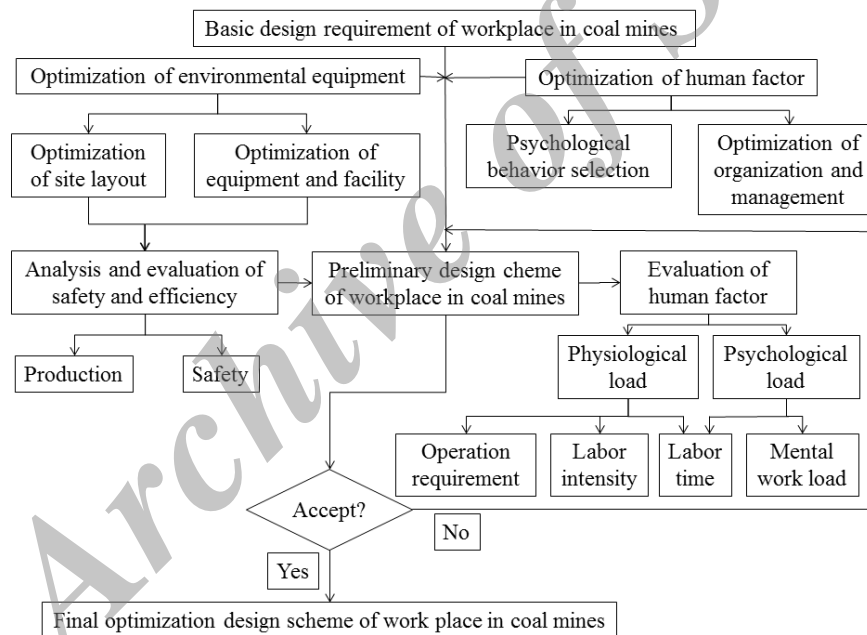 Basic design requirement of workplace in coal mines
Optimization of environmental equipment
Optimization of human factor
Optimization
of site layout
Optimization of
equipment and facility
Psychological
behavior selection
Optimization of
organization and
management
Analysis and evaluation of
safety and efficiency
Preliminary design cheme
of workplace in coal mines
Evaluation of
human factor
Production
Safety
Physiological
load
Psychological
load
Operation
requirement
Labor
intensity
Labor
time
Mental
work load
Accept?
No
Yes
Final optimization design scheme of work place in coal mines
Archive of S